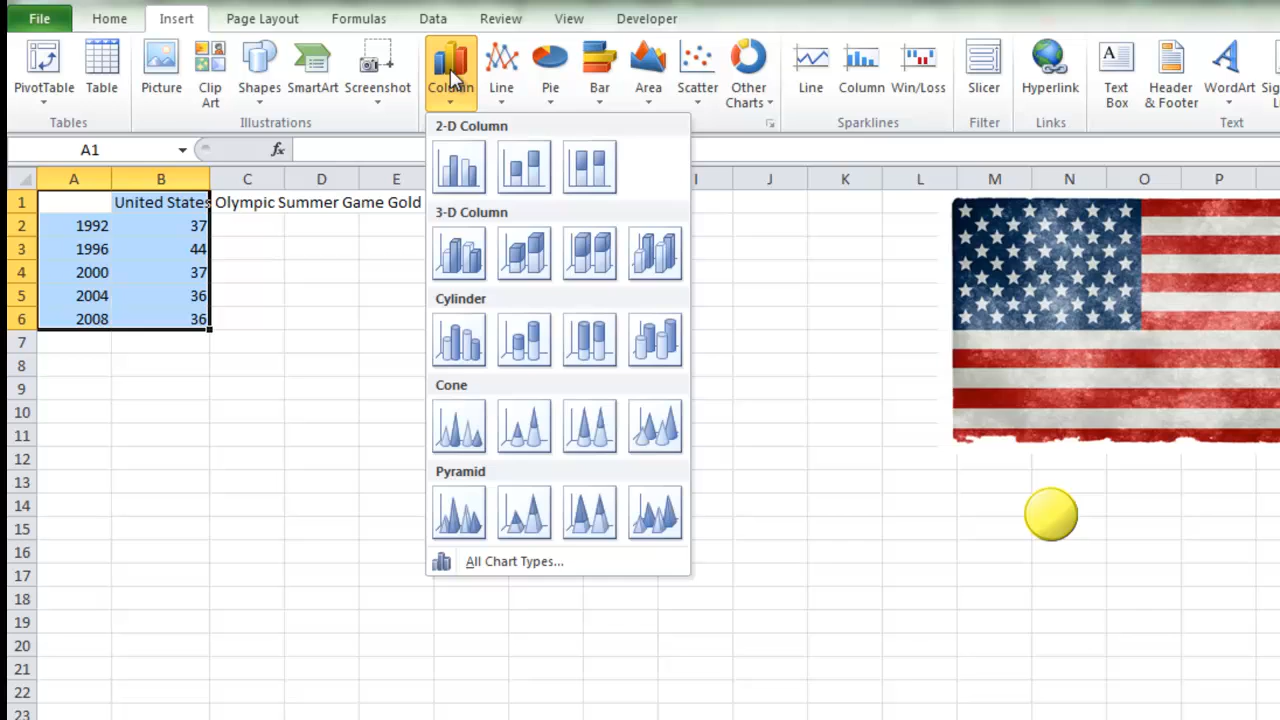 File Home Insert Page Layout Formulas Data Review View Developer
PivotTable Table Picture Clip Art Shapes SmartArt Screenshot Column Line Pie Bar Area Scatter Other Charts Line Column Win/Loss Slicer Hyperlink Text Box Header & Footer WordArt
Tables Illustrations Sparklines Filter Links Text
A1 fx
A B C D E I J K L M N O P
1 United States Olympic Summer Game Gold
2 1992 37
3 1996 44
4 2000 37
5 2004 36
6 2008 36
7
8
9
10
11
12
13
14
15
16
17
18
19
20
21
22
23
2-D Column
3-D Column
Cylinder
Cone
Pyramid
All Chart Types...